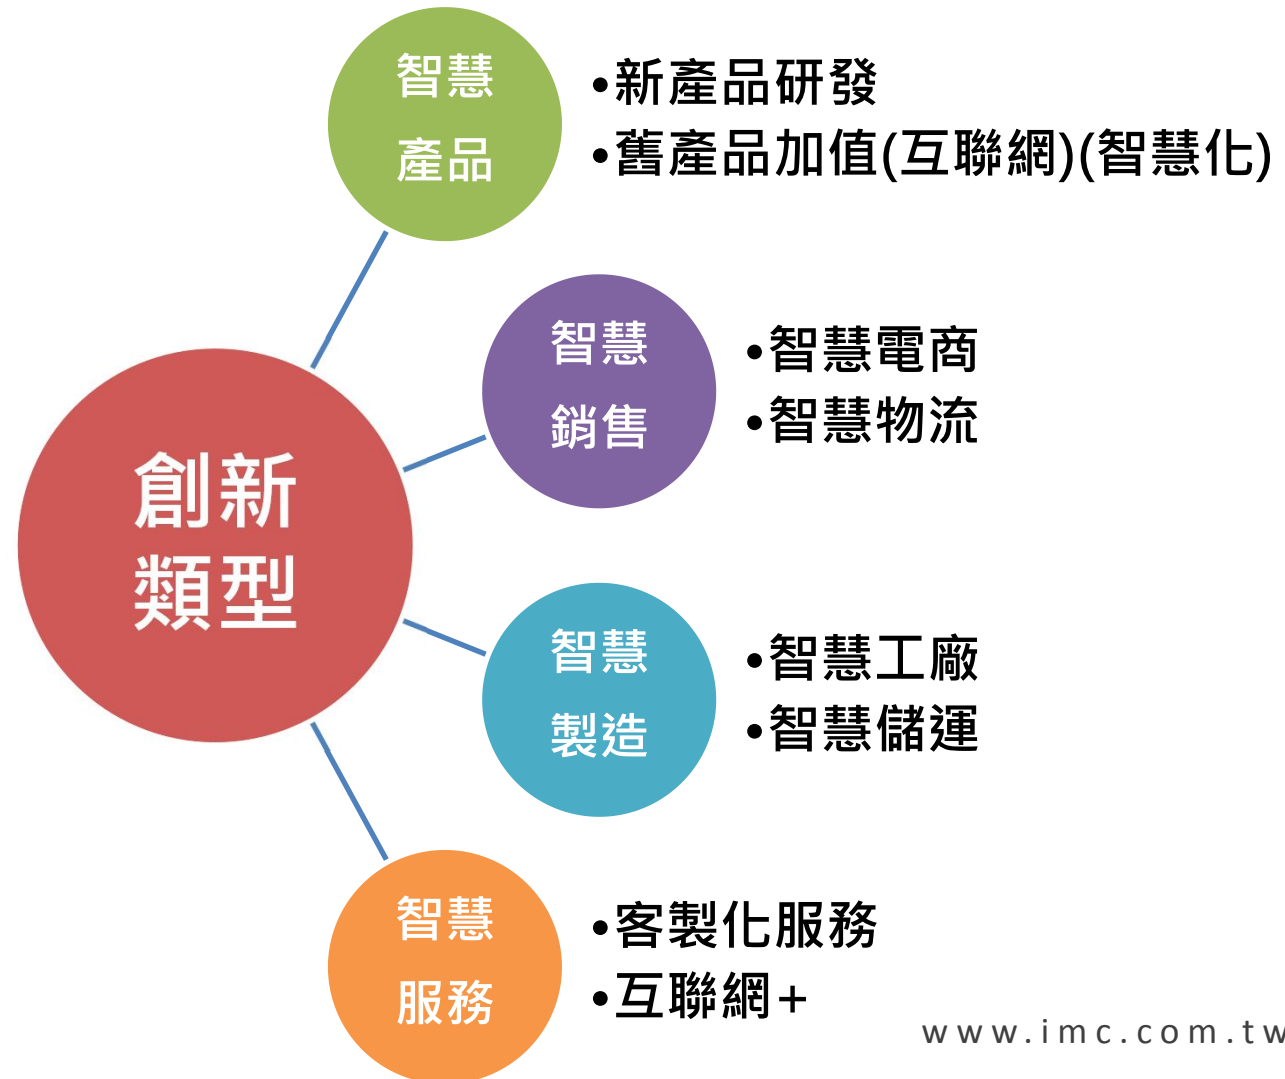 創新
類型
智慧
產品
•新產品研發
•舊產品加值(互聯網)(智慧化)
智慧
銷售
•智慧電商
•智慧物流
智慧
製造
•智慧工廠
•智慧儲運
智慧
服務
•客製化服務
•互聯網+
www.imc.com.tw